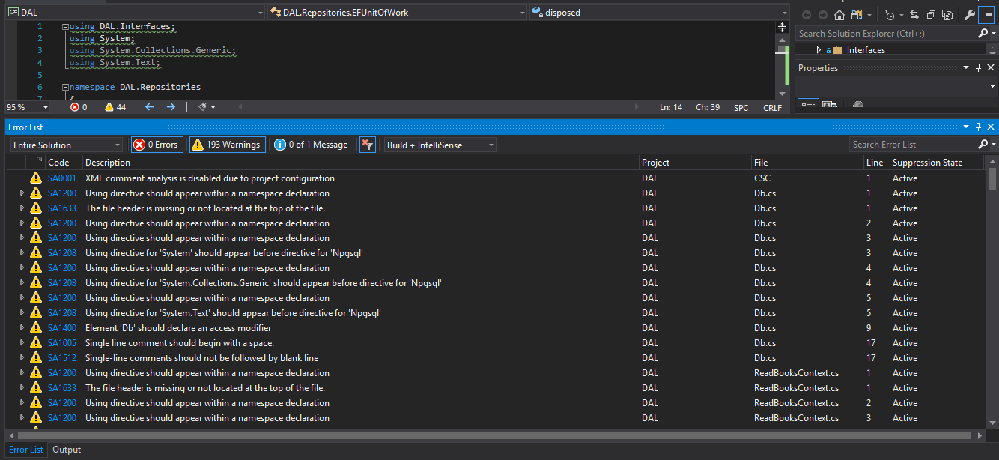 C# DAL DAL.Repositories.EFUnitOfWork disposed
1 using DAL.Interfaces;
2 using System;
3 using System.Collections.Generic;
4 using System.Text;
5
6 namespace DAL.Repositories
7 {
Search Solution Explorer (Ctrl+;)
Interfaces
Properties
95 % 0 44 Ln: 14 Ch: 39 SPC CRLF
Error List
Entire Solution 0 Errors 193 Warnings 0 of 1 Message Build + IntelliSense Search Error List
Code Description Project File Line Suppression State
SA0001 XML comment analysis is disabled due to project configuration DAL CSC 1 Active
SA1200 Using directive should appear within a namespace declaration DAL Db.cs 1 Active
SA1633 The file header is missing or not located at the top of the file. DAL Db.cs 1 Active
SA1200 Using directive should appear within a namespace declaration DAL Db.cs 2 Active
SA1200 Using directive should appear within a namespace declaration DAL Db.cs 3 Active
SA1208 Using directive for 'System' should appear before directive for 'Npgsql' DAL Db.cs 3 Active
SA1200 Using directive should appear within a namespace declaration DAL Db.cs 4 Active
SA1208 Using directive for 'System.Collections.Generic' should appear before directive for 'Npgsql' DAL Db.cs 4 Active
SA1200 Using directive should appear within a namespace declaration DAL Db.cs 5 Active
SA1208 Using directive for 'System.Text' should appear before directive for 'Npgsql' DAL Db.cs 5 Active
SA1400 Element 'Db' should declare an access modifier DAL Db.cs 9 Active
SA1005 Single line comment should begin with a space. DAL Db.cs 17 Active
SA1512 Single-line comments should not be followed by blank line DAL Db.cs 17 Active
SA1200 Using directive should appear within a namespace declaration DAL ReadBooksContext.cs 1 Active
SA1633 The file header is missing or not located at the top of the file. DAL ReadBooksContext.cs 1 Active
SA1200 Using directive should appear within a namespace declaration DAL ReadBooksContext.cs 2 Active
SA1200 Using directive should appear within a namespace declaration DAL ReadBooksContext.cs 3 Active
Error List Output